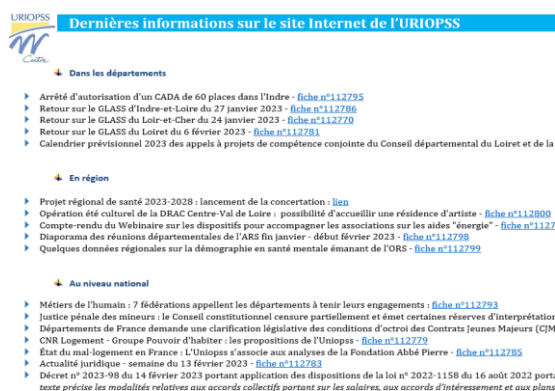 URIOPSS
Centre
Dernières informations sur le site Internet de l'URIOPSS
Dans les départements
Arrêté d'autorisation d'un CADA de 60 places dans l'Indre - fiche n°112795
Retour sur le GLASS d'Indre-et-Loire du 27 janvier 2023 - fiche n°112786
Retour sur le GLASS du Loir-et-Cher du 24 janvier 2023 - fiche n°112770
Retour sur le GLASS du Loiret du 6 février 2023 - fiche n°112781
Calendrier prévisionnel 2023 des appels à projets de compétence conjointe du Conseil départemental du Loiret et de la
En région
Projet régional de santé 2023-2028 : lancement de la concertation : lien
Opération été culturel de la DRAC Centre-Val de Loire : possibilité d'accueillir une résidence d'artiste - fiche n°112800
Compte-rendu du Webinaire sur les dispositifs pour accompagner les associations sur les aides "énergie" - fiche n°1127
Diaporama des réunions départementales de l'ARS fin janvier - début février 2023 - fiche n°112798
Quelques données régionales sur la démographie en santé mentale émanant de l'ORS - fiche n°112799
Au niveau national
Métiers de l'humain : 7 fédérations appellent les départements à tenir leurs engagements : fiche n°112793
Justice pénale des mineurs : le Conseil constitutionnel censure partiellement et émet certaines réserves d'interprétation
Départements de France demande une clarification législative des conditions d'octroi des Contrats Jeunes Majeurs (CJM
CNR Logement - Groupe Pouvoir d'habiter : les propositions de l'Uniopss - fiche n°112779
État du mal-logement en France : L'Uniopss s'associe aux analyses de la Fondation Abbé Pierre - fiche n°112785
Actualité juridique - semaine du 13 février 2023 - fiche n°112783
Décret n° 2023-98 du 14 février 2023 portant application des dispositions de la loi n° 2022-1158 du 16 août 2022 port
texte précise les modalités relatives aux accords collectifs portant sur les salaires, aux accords d'intéressement et aux plans